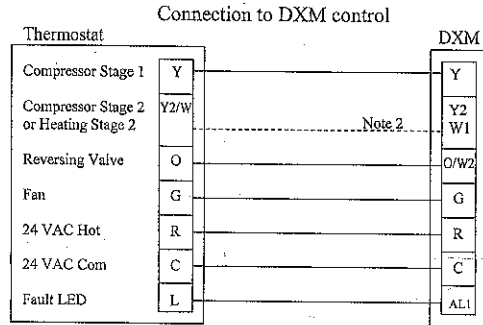 Connection to DXM control
Thermostat
DXM
Compressor Stage 1 Y Y
Compressor Stage 2 Y2/W Y2
or Heating Stage 2 Note 2 W1
Reversing Valve O O/W2
Fan G G
24 VAC Hot R R
24 VAC Com C C
Fault LED L AL1